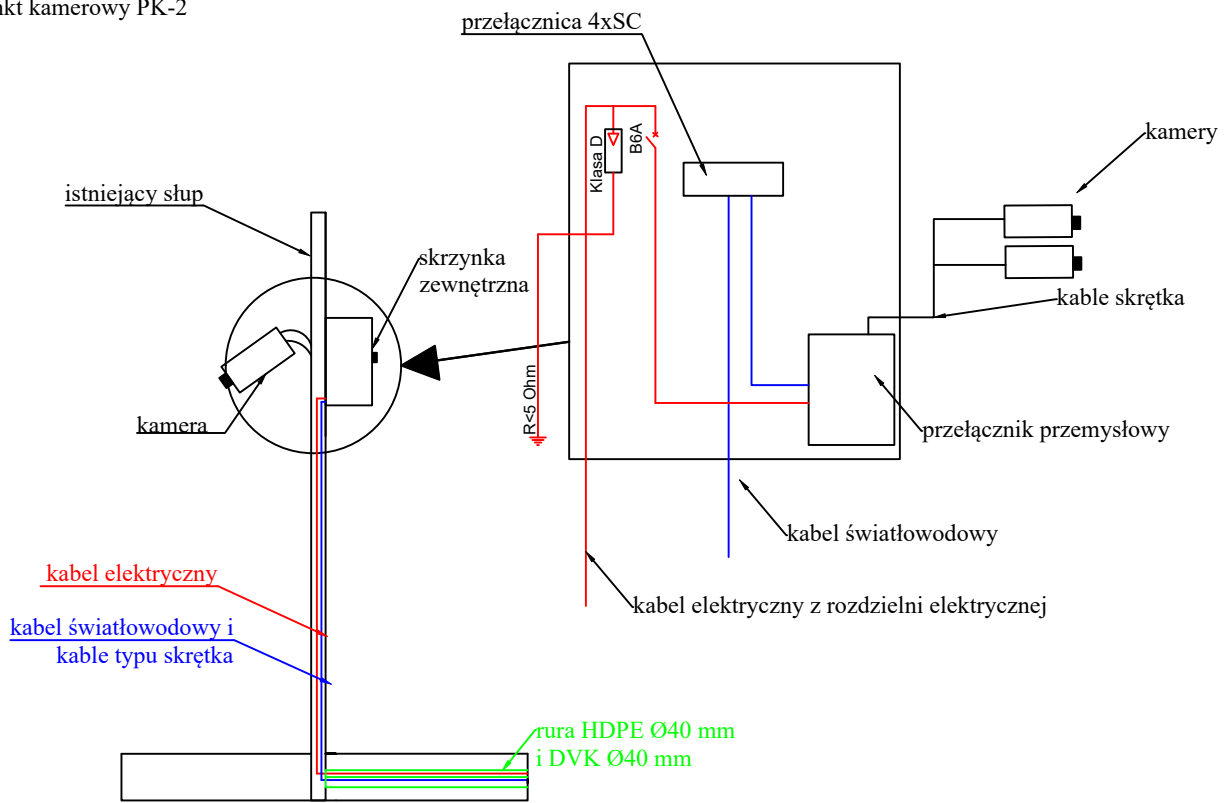 nkt kamerowy PK-2
przełącznica 4xSC
kamery
istniejący słup
Klasa D
B6A
skrzynka
zewnętrzna
kable skrętka
kamera
R<5 Ohm
przełącznik przemysłowy
kabel światłowodowy
kabel elektryczny
kabel elektryczny z rozdzielni elektrycznej
kabel światłowodowy i
kable typu skrętka
rura HDPE Ø40 mm
i DVK Ø40 mm